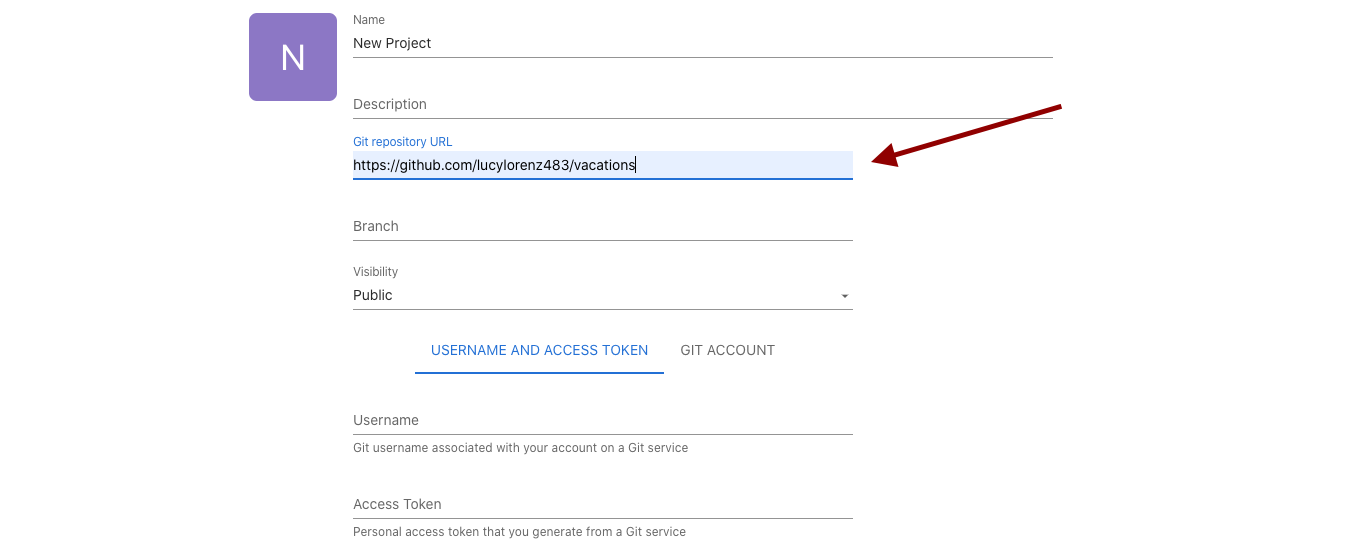 N
Name
New Project
Description
Git repository URL
https://github.com/lucylorenz483/vacations
Branch
Visibility
Public
USERNAME AND ACCESS TOKEN GIT ACCOUNT
Username
Git username associated with your account on a Git service
Access Token
Personal access token that you generate from a Git service